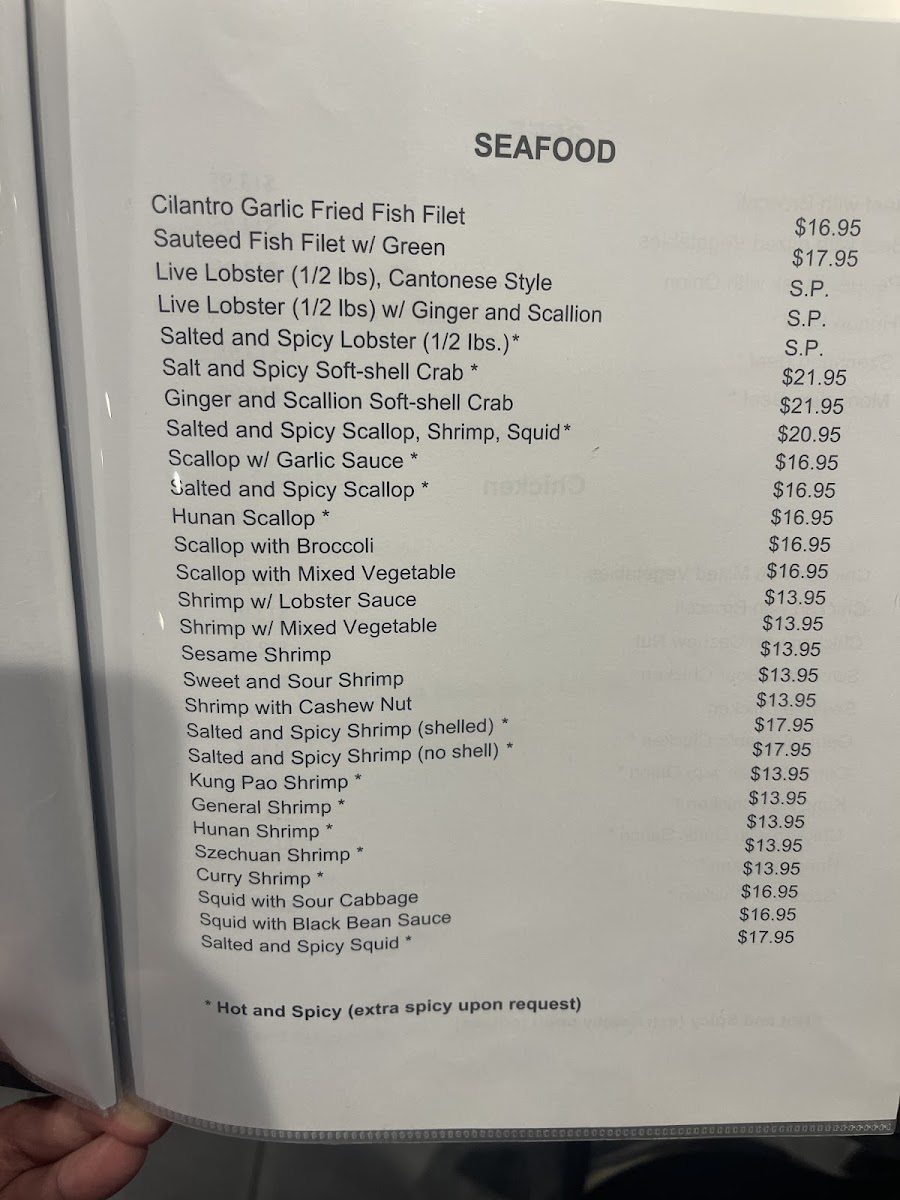 SEAFOOD
Cilantro Garlic Fried Fish Filet $16.95
Sauteed Fish Filet w/ Green $17.95
Live Lobster (1/2 lbs), Cantonese Style S.P.
Live Lobster (1/2 lbs) w/ Ginger and Scallion S.P.
Salted and Spicy Lobster (1/2 lbs.)* S.P.
Salt and Spicy Soft-shell Crab * $21.95
Ginger and Scallion Soft-shell Crab $21.95
Salted and Spicy Scallop, Shrimp, Squid* $20.95
Scallop w/ Garlic Sauce * $16.95
Salted and Spicy Scallop * $16.95
Hunan Scallop * $16.95
Scallop with Broccoli $16.95
Scallop with Mixed Vegetable $16.95
Shrimp w/ Lobster Sauce $13.95
Shrimp w/ Mixed Vegetable $13.95
Sesame Shrimp $13.95
Sweet and Sour Shrimp $13.95
Shrimp with Cashew Nut $13.95
Salted and Spicy Shrimp (shelled) * $17.95
Salted and Spicy Shrimp (no shell) * $17.95
Kung Pao Shrimp * $13.95
General Shrimp * $13.95
Hunan Shrimp * $13.95
Szechuan Shrimp * $13.95
Curry Shrimp * $13.95
Squid with Sour Cabbage $16.95
Squid with Black Bean Sauce $16.95
Salted and Spicy Squid * $17.95
* Hot and Spicy (extra spicy upon request)